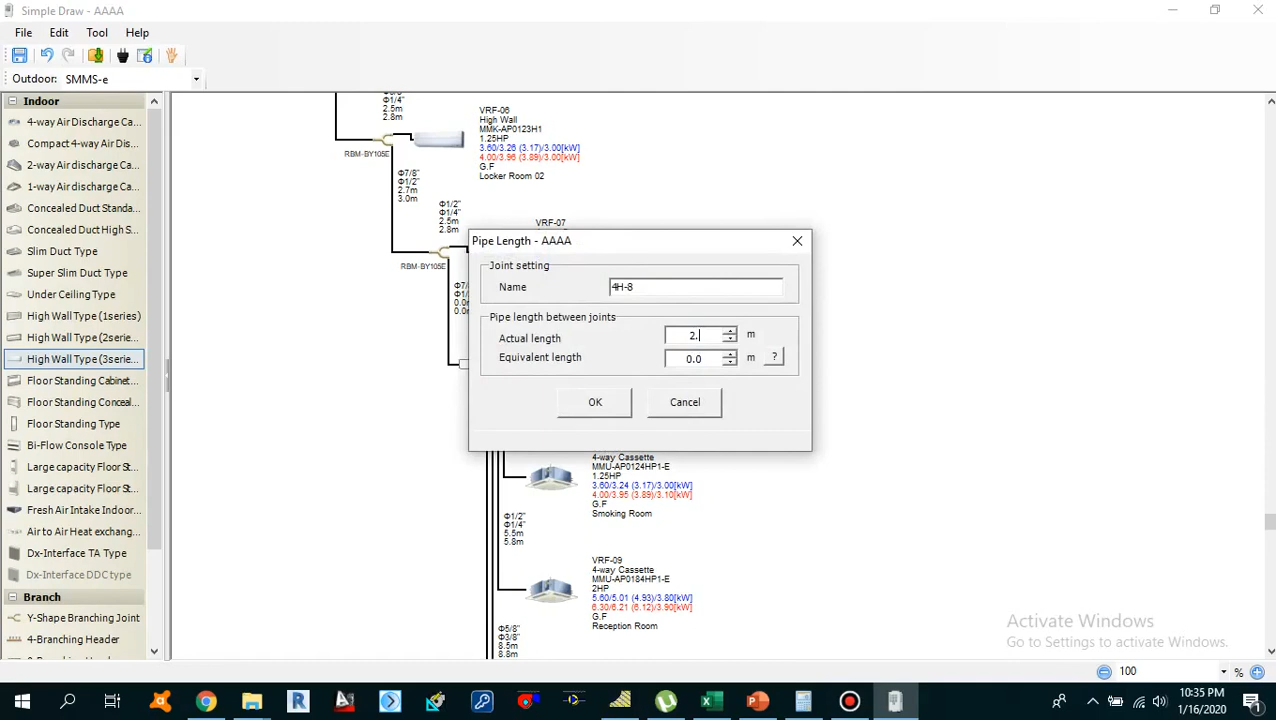 Simple Draw - AAAA
File Edit Tool Help
Outdoor: SMMS-e
Indoor
4-way Air Discharge Ca...
Compact 4-way Air Dis...
2-way Air discharge Ca...
1-way Air discharge Ca...
Concealed Duct Standa...
Concealed Duct High S...
Slim Duct Type
Super Slim Duct Type
Under Ceiling Type
High Wall Type (1series)
High Wall Type (2serie...
High Wall Type (3serie...
Floor Standing Cabinet...
Floor Standing Conceal...
Floor Standing Type
Bi-Flow Console Type
Large capacity Floor St...
Large capacity Floor St...
Fresh Air Intake Indoor...
Air to Air Heat exchang...
Dx-Interface TA Type
Dx-Interface DDC type
Branch
Y-Shape Branching Joint
4-Branching Header
Φ1/4"
2.5m
2.8m
RBM-BY105E
VRF-06
High Wall
MMK-AP0123H1
1.25HP
3.60/3.26 (3.17)/3.00[kW]
4.00/3.96 (3.89)/3.00[kW]
G.F
Locker Room 02
Φ7/8"
Φ1/2"
2.7m
3.0m
Φ1/2"
Φ1/4"
2.5m
2.8m
RBM-BY105E
VRF-07
Pipe Length - AAAA
Joint setting
Name 4H-8
Pipe length between joints
Actual length 2. m
Equivalent length 0.0 m ?
OK Cancel
4-way Cassette
MMU-AP0124HP1-E
1.25HP
3.60/3.24 (3.17)/3.00[kW]
4.00/3.95 (3.89)/3.10[kW]
G.F
Smoking Room
Φ1/2"
Φ1/4"
5.5m
5.8m
VRF-09
4-way Cassette
MMU-AP0184HP1-E
2HP
5.60/5.01 (4.93)/3.80[kW]
6.30/6.21 (6.12)/3.90[kW]
G.F
Reception Room
Φ5/8"
Φ3/8"
8.5m
8.8m
Activate Windows
Go to Settings to activate Windows.
100 %
10:35 PM
1/16/2020